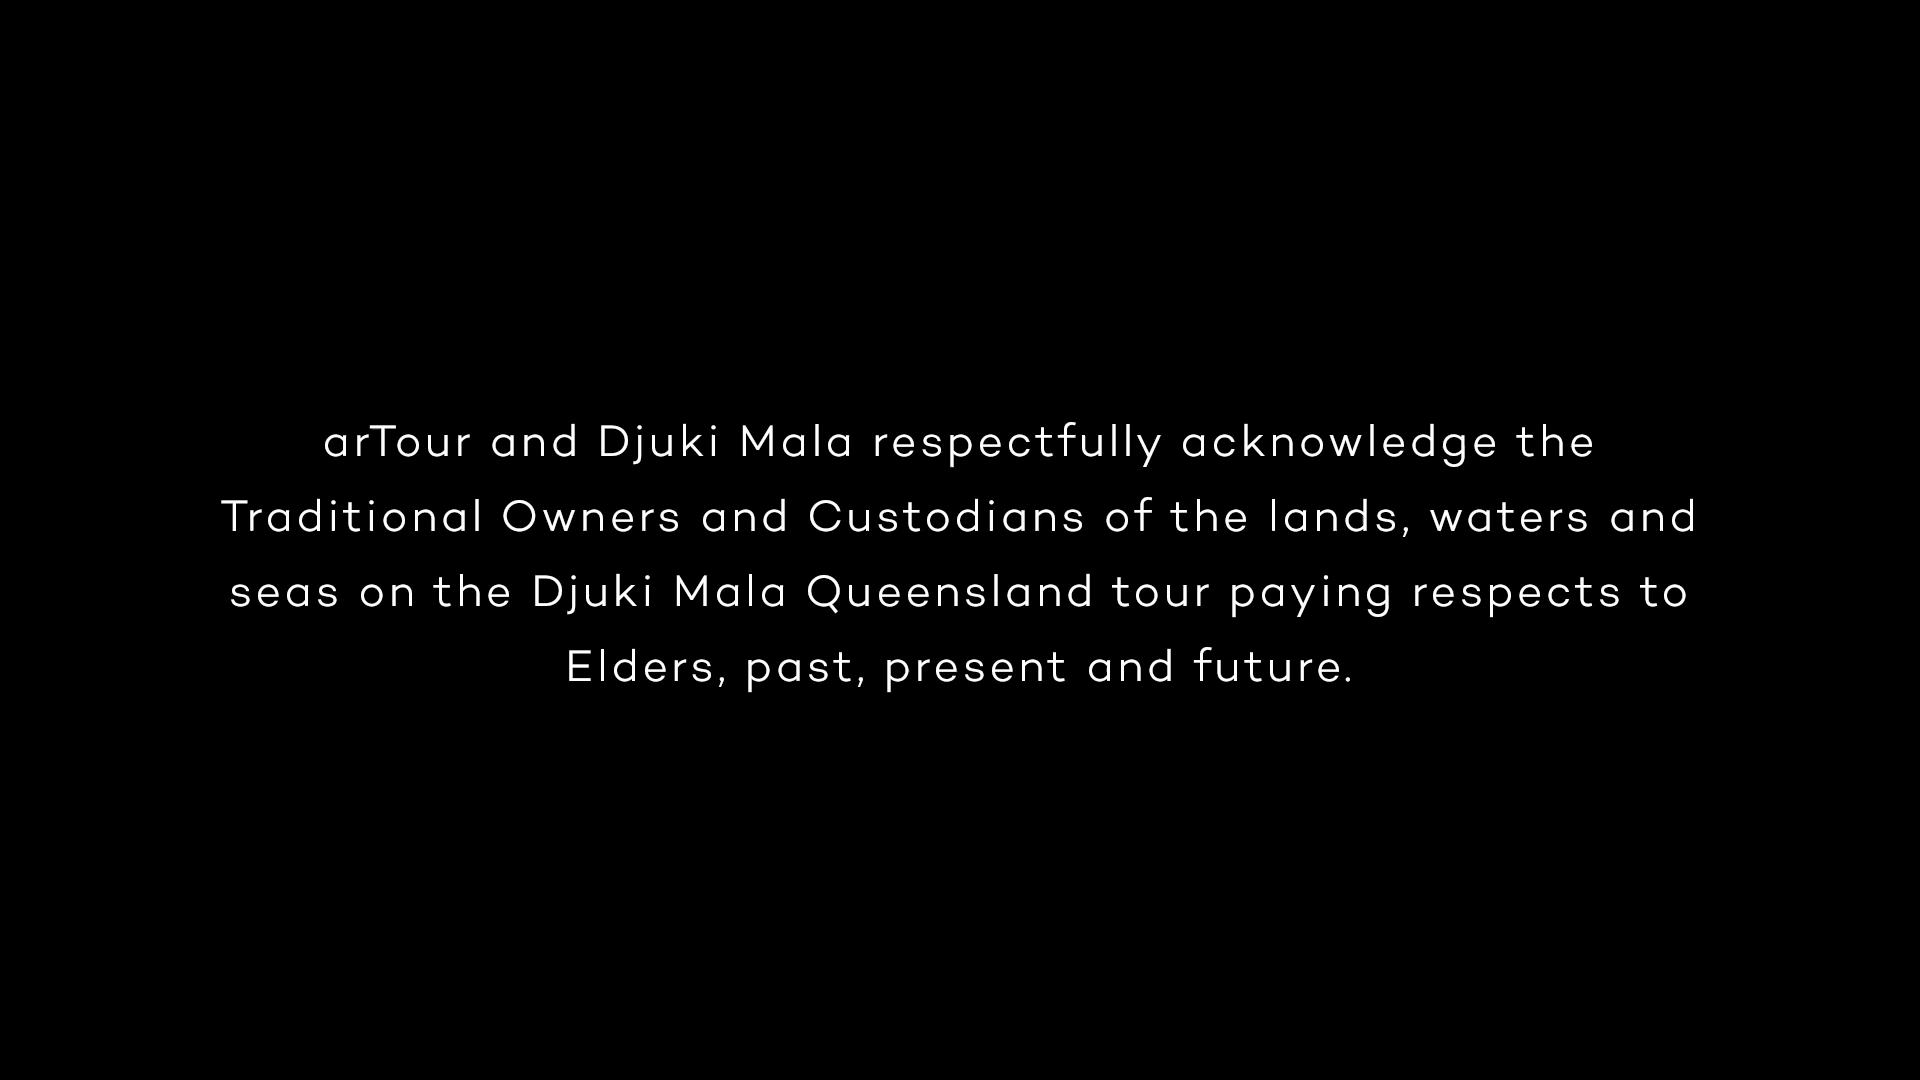 arTour and Djuki Mala respectfully acknowledge the
Traditional Owners and Custodians of the lands, waters and
seas on the Djuki Mala Queensland tour paying respects to
Elders, past, present and future.